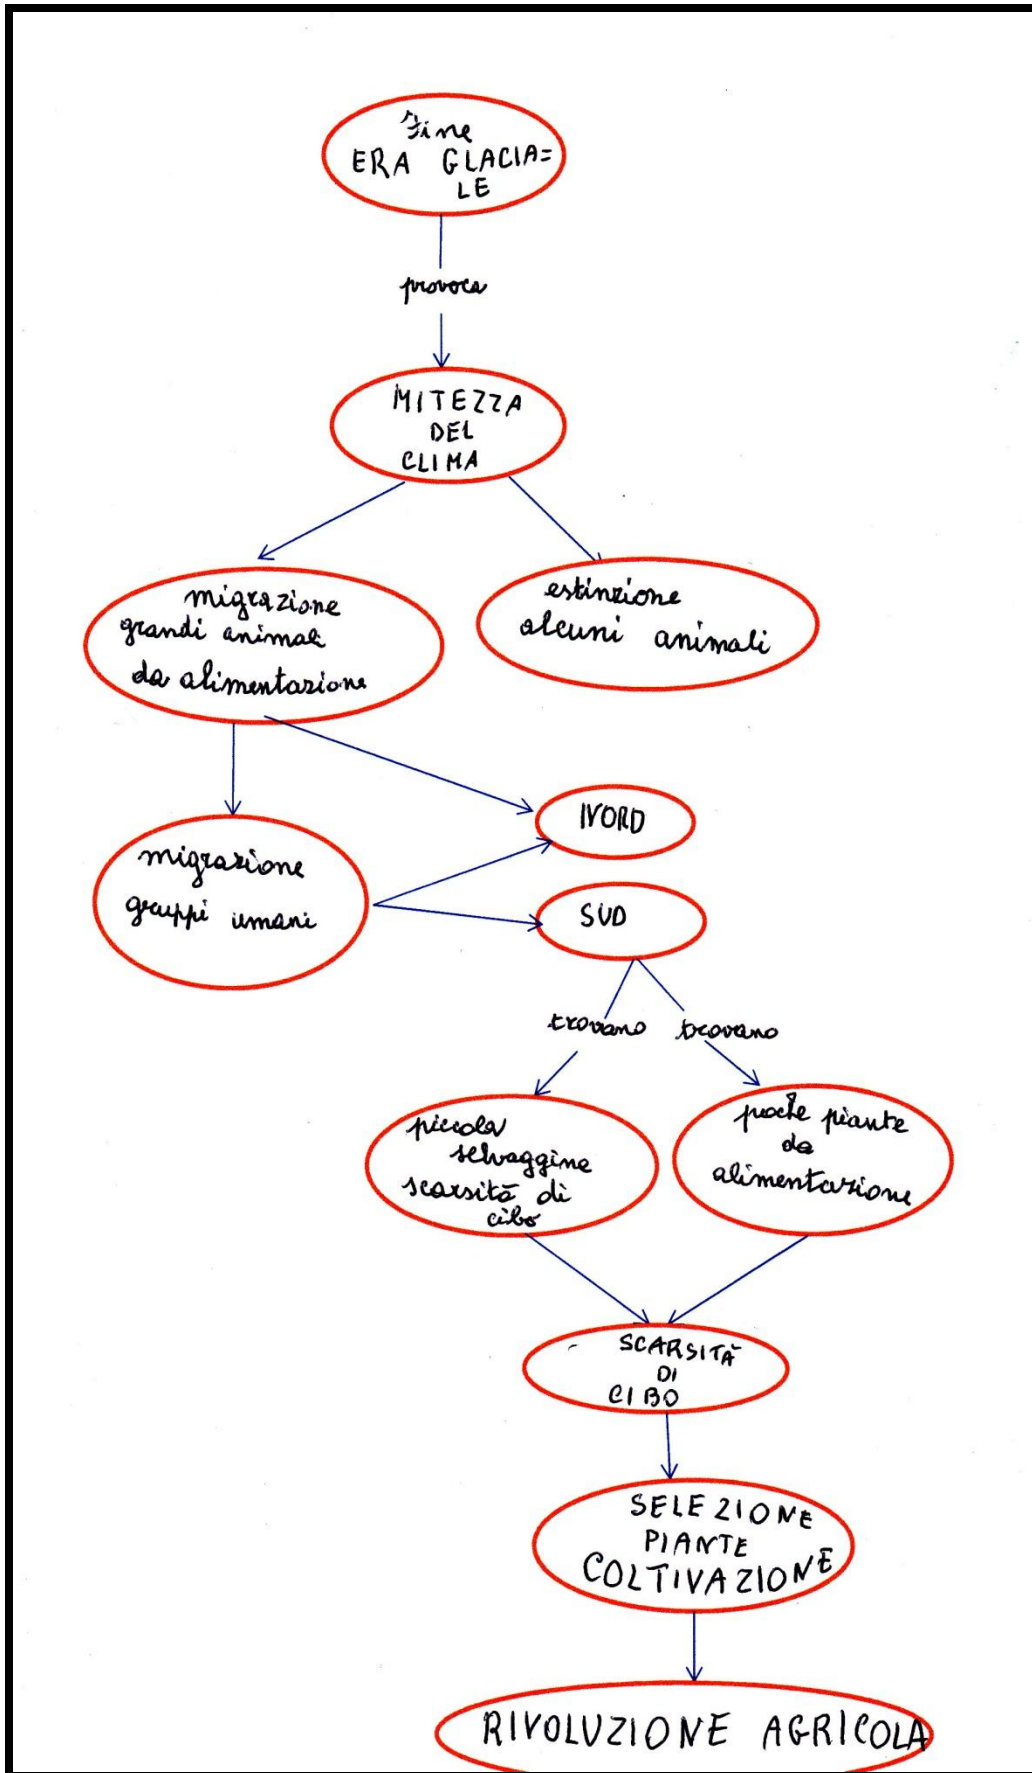 Fine
ERA GLACIA=
LE
provoca
MITEZZA
DEL
CLIMA
migrazione
grandi animali
da alimentazione
estinzione
alcuni animali
NORD
migrazione
gruppi umani
SUD
trovano trovano
piccola
selvaggina
scarsità di
cibo
poche piante
da
alimentazione
SCARSITÀ
DI
CIBO
SELEZIONE
PIANTE
COLTIVAZIONE
RIVOLUZIONE AGRICOLA